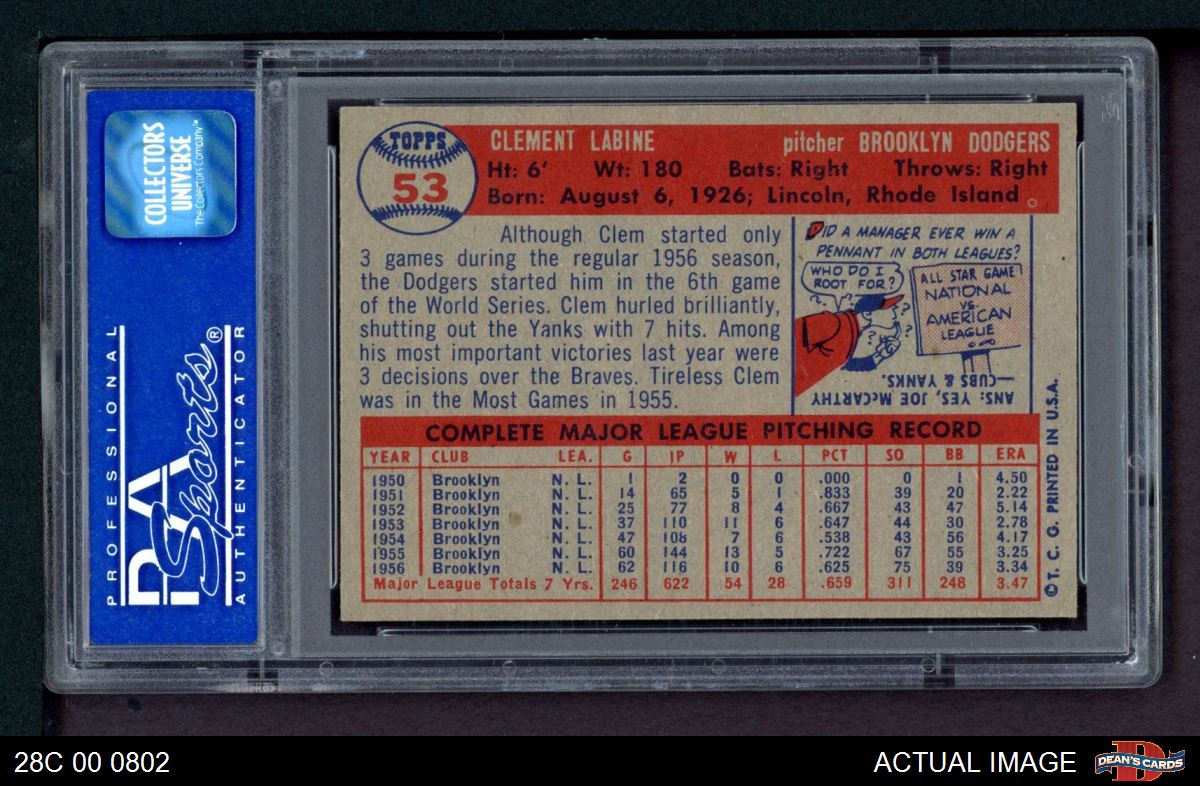 COLLECTORS
UNIVERSE
The Collectors Company™
PROFESSIONAL
PSA
Sports®
AUTHENTICATOR
TOPPS
53
CLEMENT LABINE pitcher BROOKLYN DODGERS
Ht: 6' Wt: 180 Bats: Right Throws: Right
Born: August 6, 1926; Lincoln, Rhode Island
Although Clem started only
3 games during the regular 1956 season,
the Dodgers started him in the 6th game
of the World Series. Clem hurled brilliantly,
shutting out the Yanks with 7 hits. Among
his most important victories last year were
3 decisions over the Braves. Tireless Clem
was in the Most Games in 1955.
DID A MANAGER EVER WIN A
PENNANT IN BOTH LEAGUES?
WHO DO I
ROOT FOR?
ALL STAR GAME
NATIONAL
VS.
AMERICAN
LEAGUE
ANS: YES, JOE McCARTHY
—CUBS & YANKS.
COMPLETE MAJOR LEAGUE PITCHING RECORD
YEAR CLUB LEA. G IP W L PCT SO BB ERA
1950 Brooklyn N. L. 1 2 0 0 .000 0 1 4.50
1951 Brooklyn N. L. 14 65 5 1 .833 39 20 2.22
1952 Brooklyn N. L. 25 77 8 4 .667 43 47 5.14
1953 Brooklyn N. L. 37 110 11 6 .647 44 30 2.78
1954 Brooklyn N. L. 47 108 7 6 .538 43 56 4.17
1955 Brooklyn N. L. 60 144 13 5 .722 67 55 3.25
1956 Brooklyn N. L. 62 116 10 6 .625 75 39 3.34
Major League Totals 7 Yrs. 246 622 54 28 .659 311 248 3.47
©T. C. G. PRINTED IN U.S.A.
28C 00 0802
ACTUAL IMAGE
DEAN'S CARDS